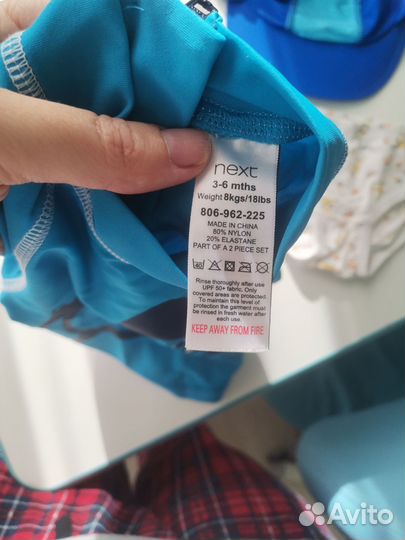 next
3-6 mths
Weight 8kgs/18lbs
806-962-225
MADE IN CHINA
80% NYLON
20% ELASTANE
PART OF A 2 PIECE SET
Rinse thoroughly after use
UPF 50+ fabric. Only
covered areas are protected.
To maintain this level of
protection the garment must
be rinsed in fresh water after
each use.
KEEP AWAY FROM FIRE
Avito